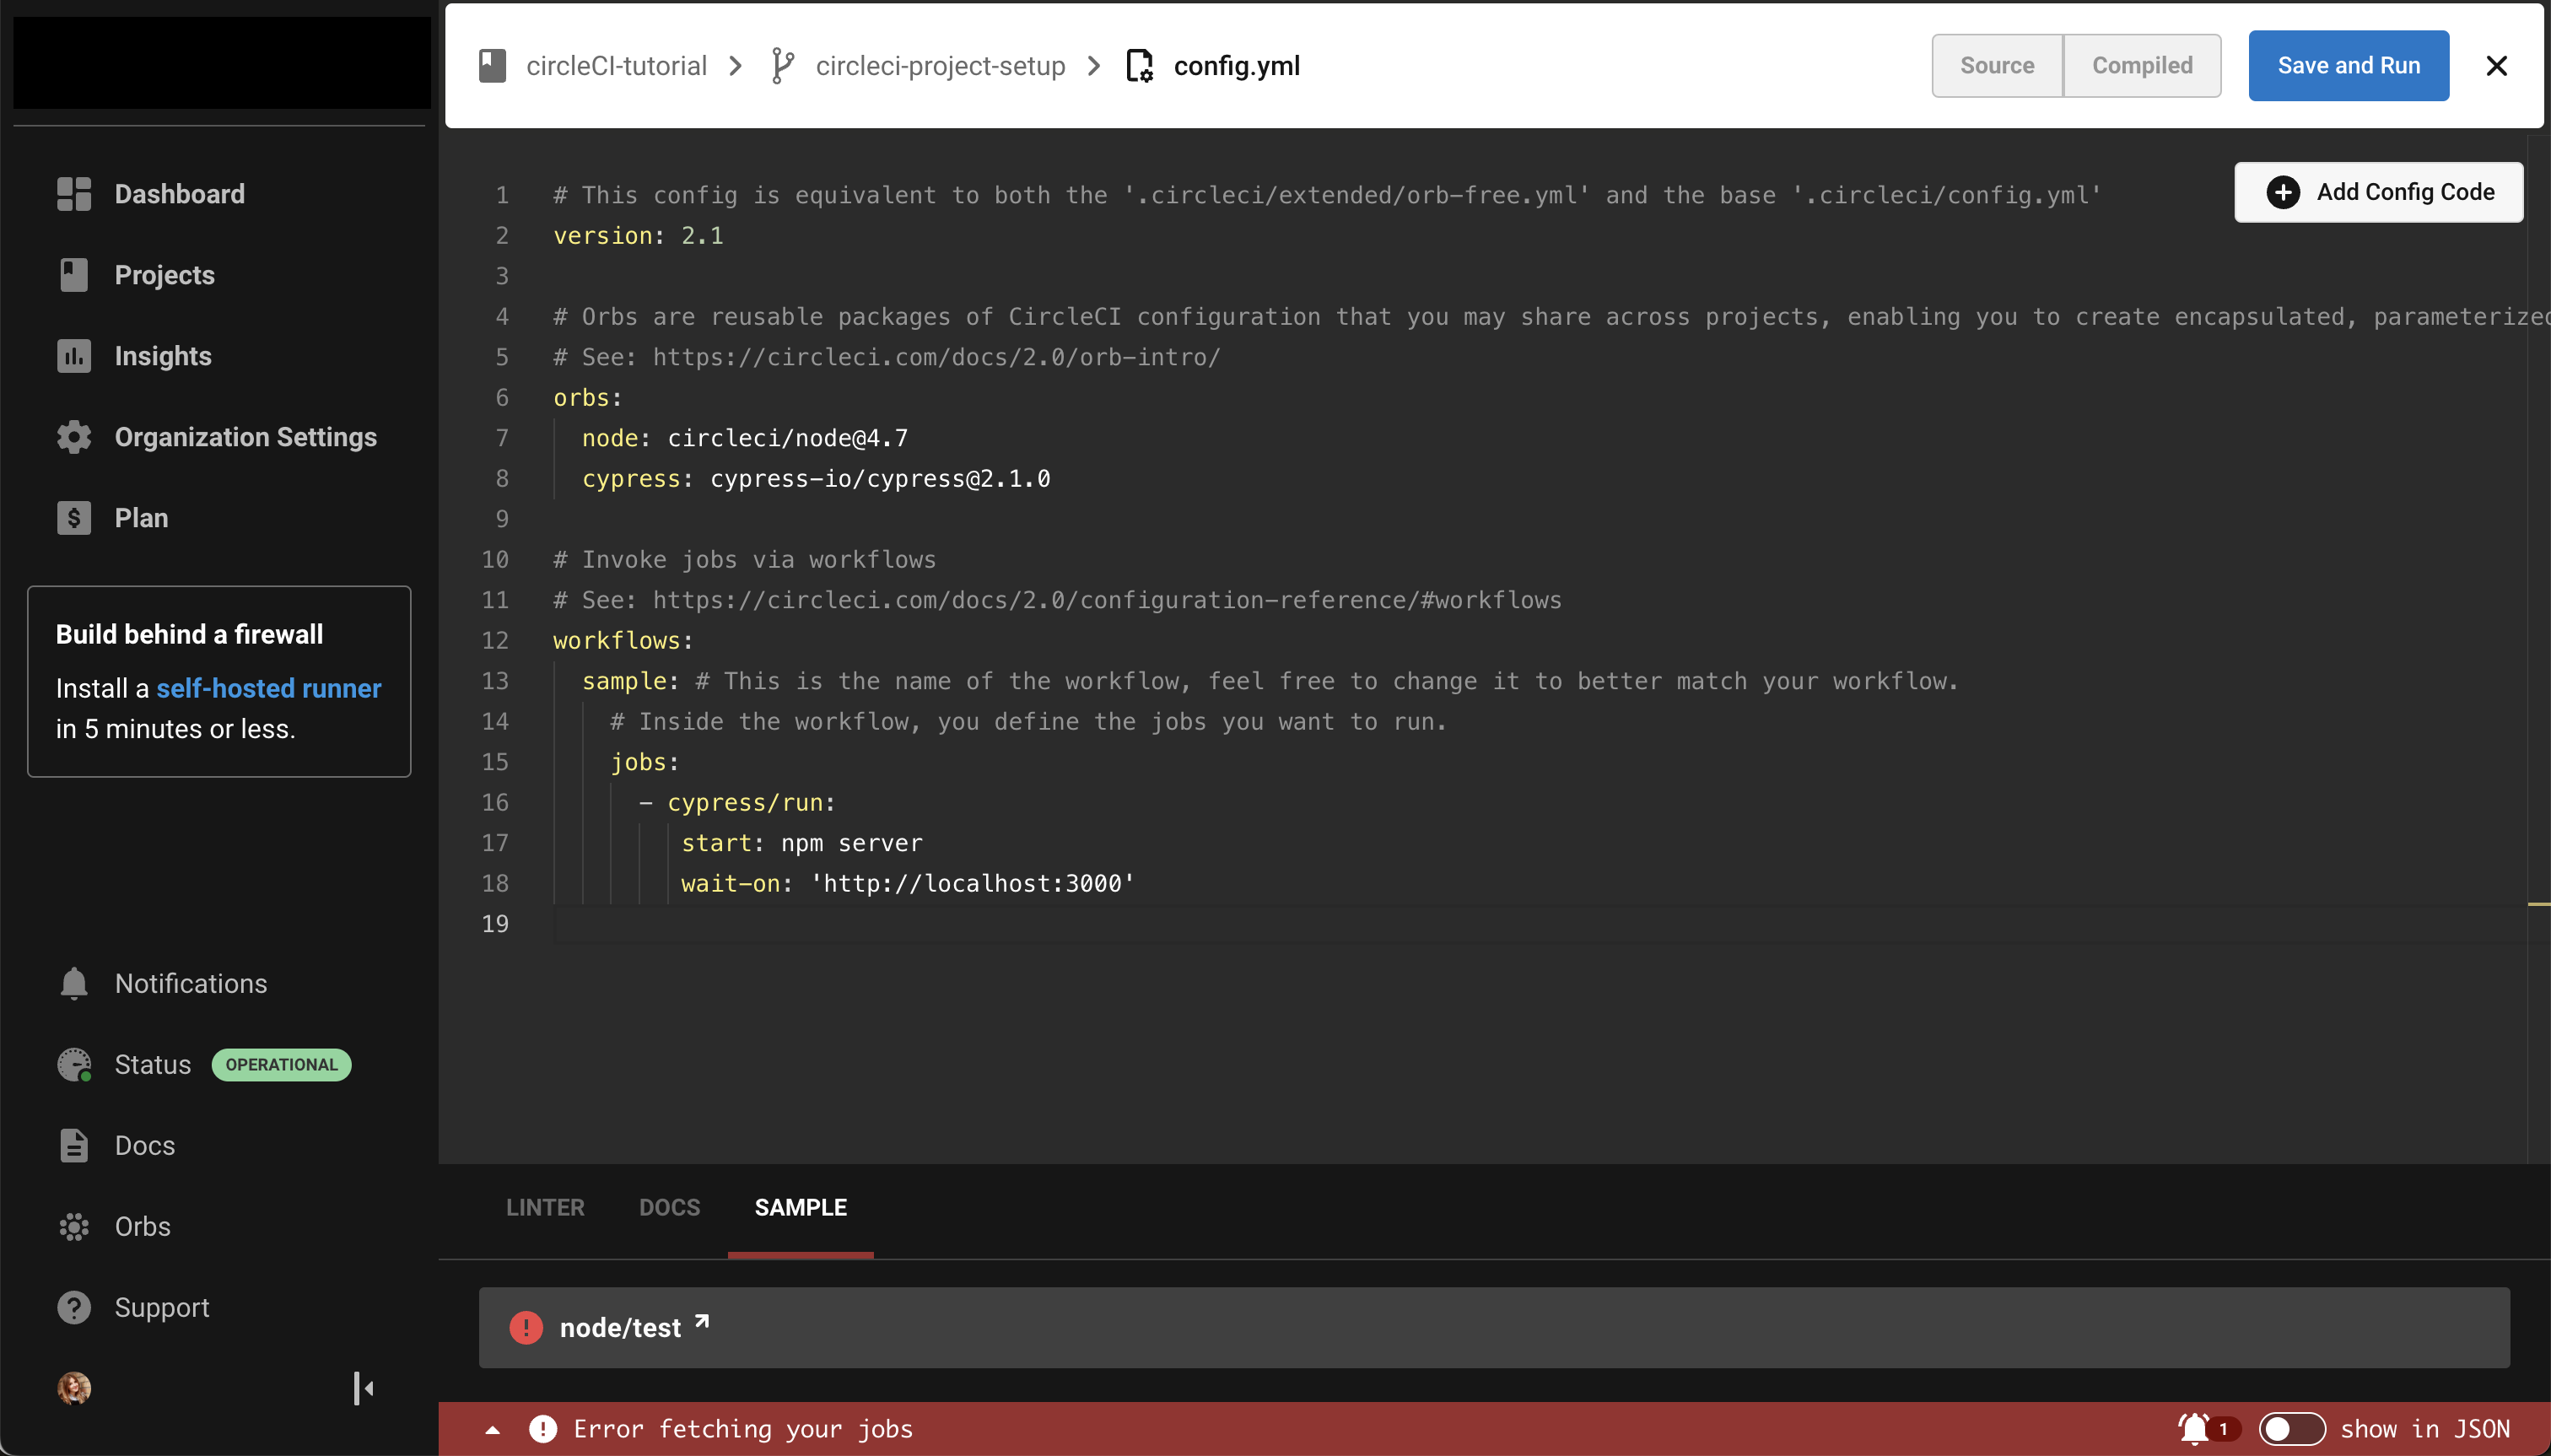 circleCI-tutorial
circleci-project-setup
config.yml
Source
Compiled
Save and Run
Dashboard
Projects
Insights
Organization Settings
$ Plan
Build behind a firewall
Install a self-hosted runner
in 5 minutes or less.
Notifications
Status OPERATIONAL
Docs
Orbs
? Support
Add Config Code
1 # This config is equivalent to both the '.circleci/extended/orb-free.yml' and the base '.circleci/config.yml'
2 version: 2.1
3
4 # Orbs are reusable packages of CircleCI configuration that you may share across projects, enabling you to create encapsulated, parameterized
5 # See: https://circleci.com/docs/2.0/orb-intro/
6 orbs:
7 node: circleci/node@4.7
8 cypress: cypress-io/cypress@2.1.0
9
10 # Invoke jobs via workflows
11 # See: https://circleci.com/docs/2.0/configuration-reference/#workflows
12 workflows:
13 sample: # This is the name of the workflow, feel free to change it to better match your workflow.
14 # Inside the workflow, you define the jobs you want to run.
15 jobs:
16 - cypress/run:
17 start: npm server
18 wait-on: 'http://localhost:3000'
19
LINTER DOCS SAMPLE
! node/test
! Error fetching your jobs
1 show in JSON